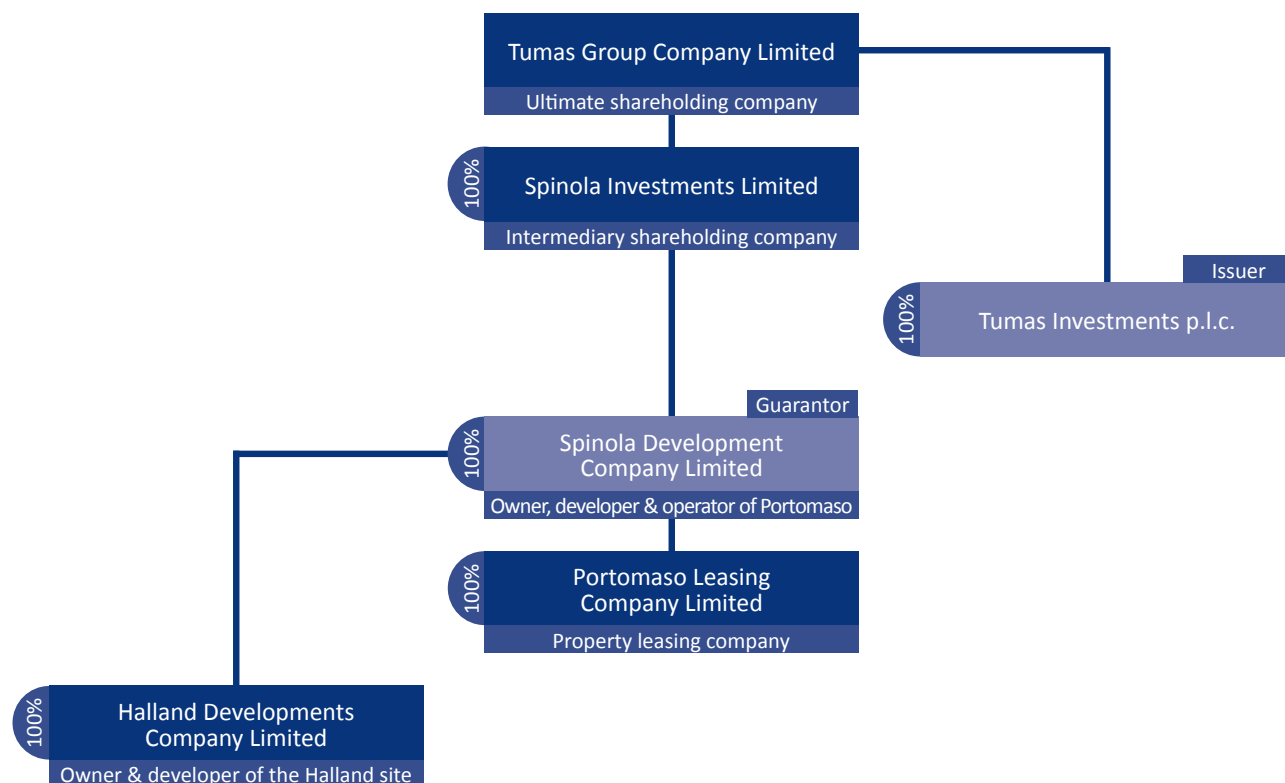 Tumas Group Company Limited
Ultimate shareholding company
100%
Spinola Investments Limited
Intermediary shareholding company
Issuer
100%
Tumas Investments p.l.c.
Guarantor
100%
Spinola Development
Company Limited
Owner, developer & operator of Portomaso
100%
Portomaso Leasing
Company Limited
Property leasing company
100%
Halland Developments
Company Limited
Owner & developer of the Halland site